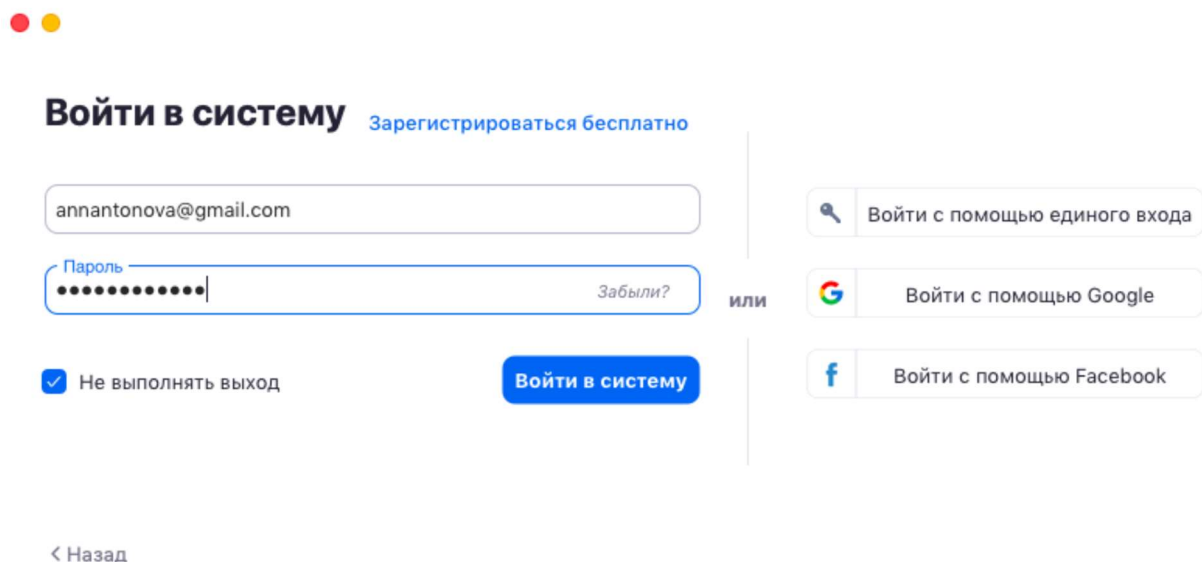 Войти в систему Зарегистрироваться бесплатно
annantonova@gmail.com
Пароль
●●●●●●●●●●●● Забыли?
Не выполнять выход Войти в систему
или
Войти с помощью единого входа
Войти с помощью Google
Войти с помощью Facebook
< Назад